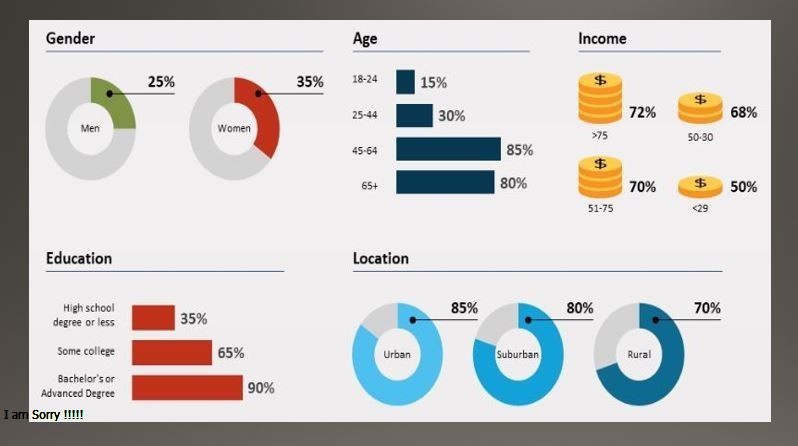 Gender
25%
Men
35%
Women
Age
18-24 15%
25-44 30%
45-64 85%
65+ 80%
Income
$ 72%
>75
$ 68%
50-30
$ 70%
51-75
$ 50%
<29
Education
High school
degree or less
35%
Some college 65%
Bachelor's or
Advanced Degree
90%
Location
85%
Urban
80%
Suburban
70%
Rural
I am Sorry !!!!!